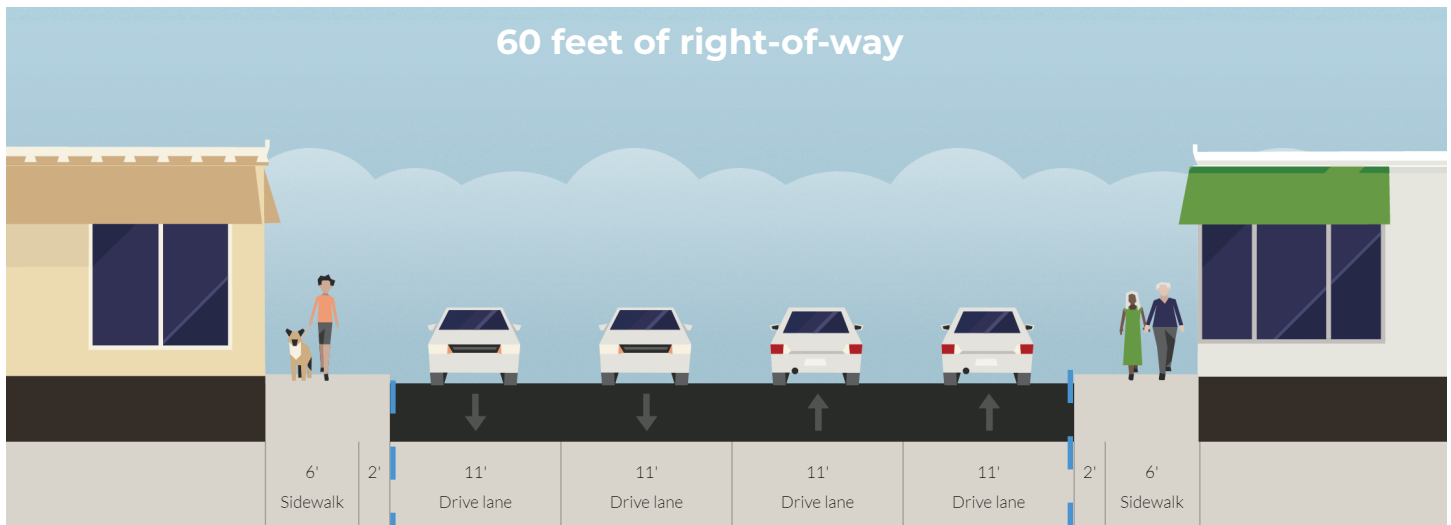 60 feet of right-of-way
6' 2' 11' 11' 11' 11' 2' 6'
Sidewalk Drive lane Drive lane Drive lane Drive lane Sidewalk